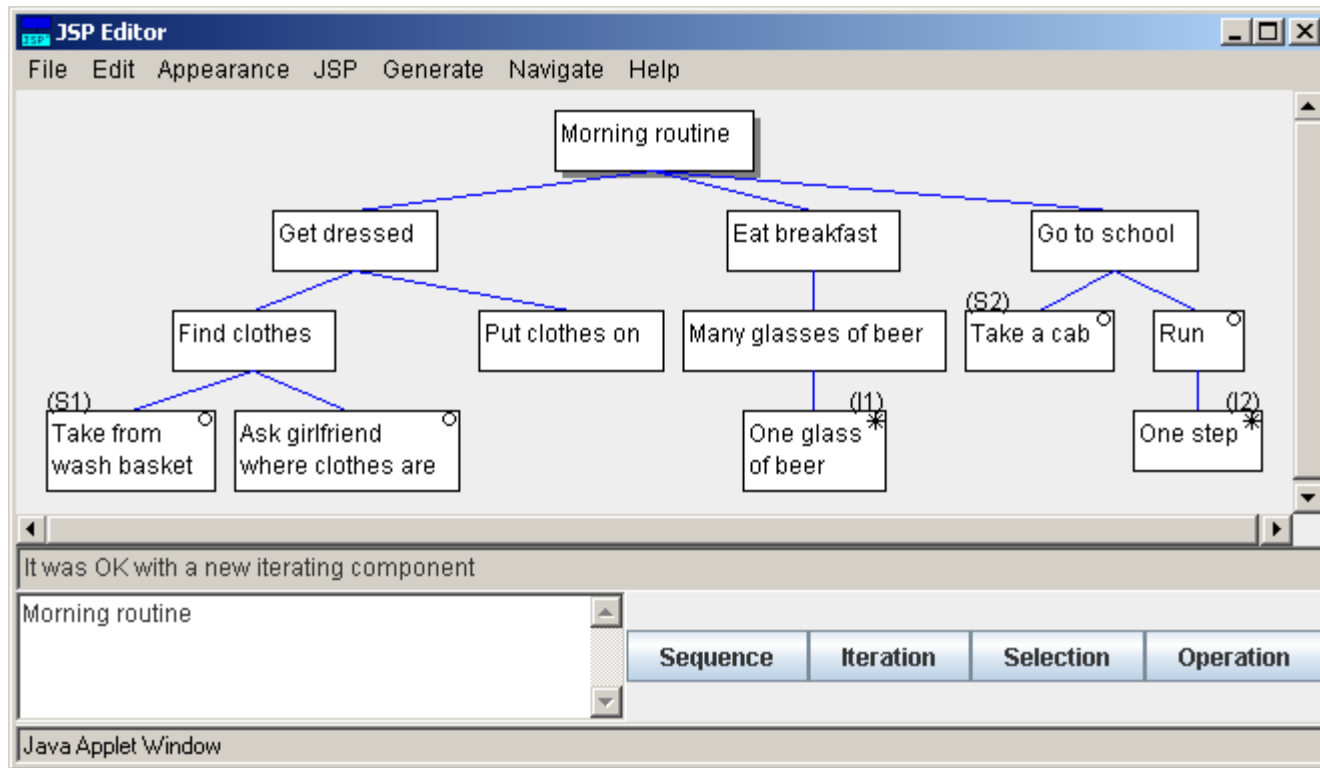 JSP Editor
File Edit Appearance JSP Generate Navigate Help
Morning routine
Get dressed
Eat breakfast
Go to school
Find clothes
Put clothes on
Many glasses of beer
(S2)
Take a cab
Run
(S1)
Take from
wash basket
Ask girlfriend
where clothes are
(I1)
One glass *
of beer
(I2)
One step *
It was OK with a new iterating component
Morning routine
Sequence Iteration Selection Operation
Java Applet Window